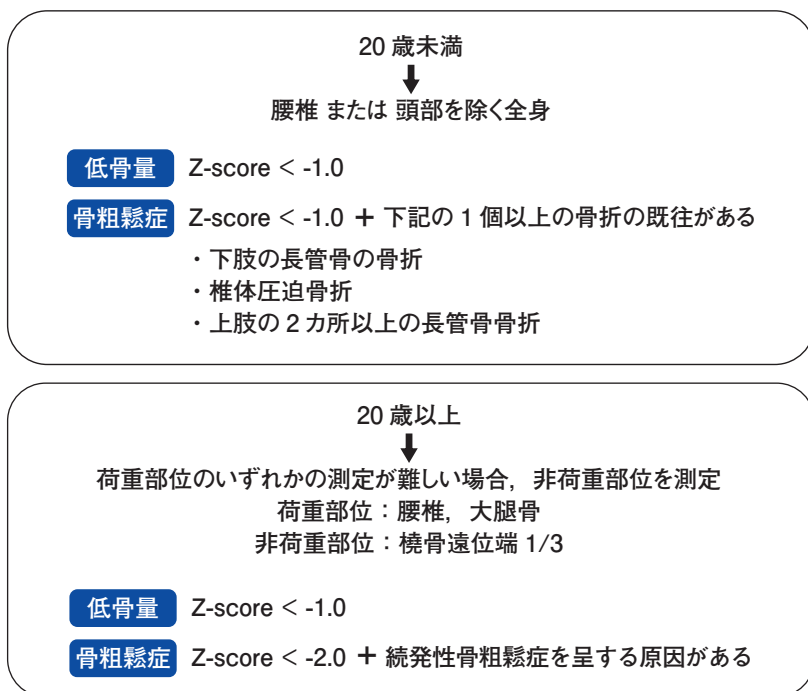 20 歳未満
腰椎 または 頭部を除く全身
低骨量 Z-score < -1.0
骨粗鬆症 Z-score < -1.0 + 下記の 1 個以上の骨折の既往がある
・下肢の長管骨の骨折
・椎体圧迫骨折
・上肢の 2 カ所以上の長管骨骨折
20 歳以上
荷重部位のいずれかの測定が難しい場合，非荷重部位を測定
荷重部位：腰椎，大腿骨
非荷重部位：橈骨遠位端 1/3
低骨量 Z-score < -1.0
骨粗鬆症 Z-score < -2.0 + 続発性骨粗鬆症を呈する原因がある